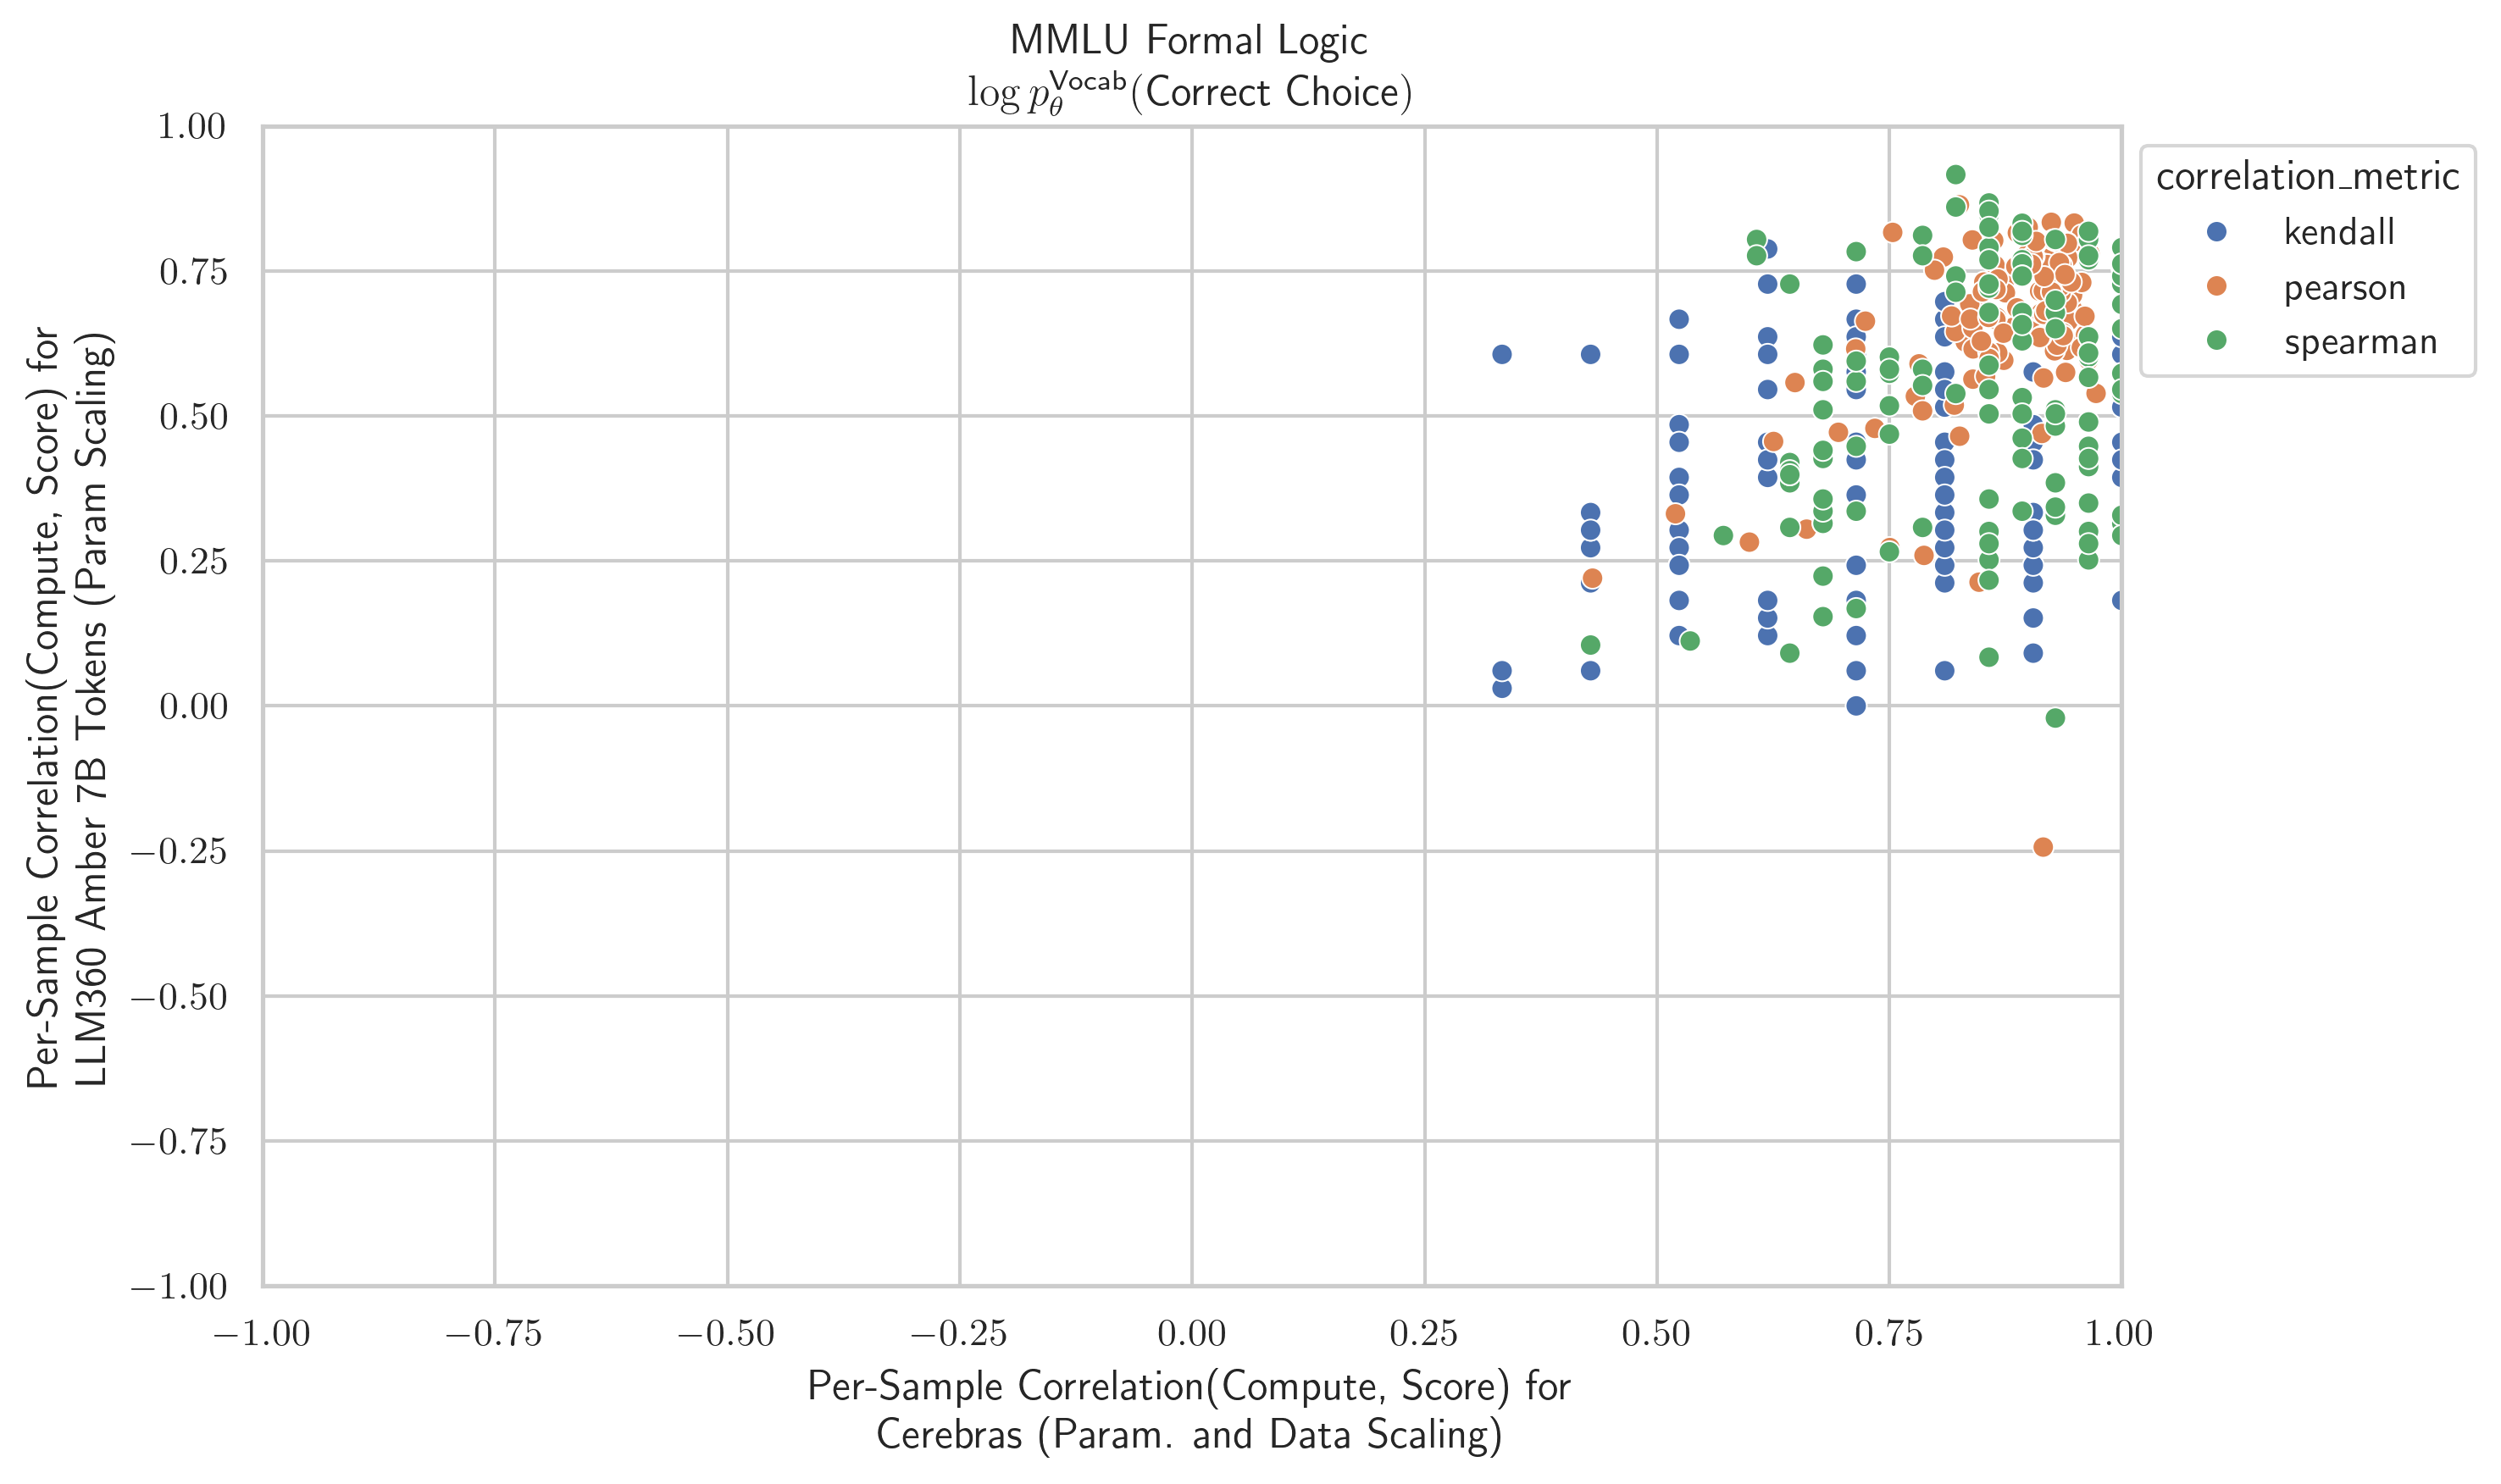 MMLU Formal Logic
log p_θ^Vocab(Correct Choice)
1.00
0.75
0.50
0.25
0.00
−0.25
−0.50
−0.75
−1.00
Per-Sample Correlation(Compute, Score) for
LLM360 Amber 7B Tokens (Param Scaling)
correlation_metric
kendall
pearson
spearman
−1.00 −0.75 −0.50 −0.25 0.00 0.25 0.50 0.75 1.00
Per-Sample Correlation(Compute, Score) for
Cerebras (Param. and Data Scaling)